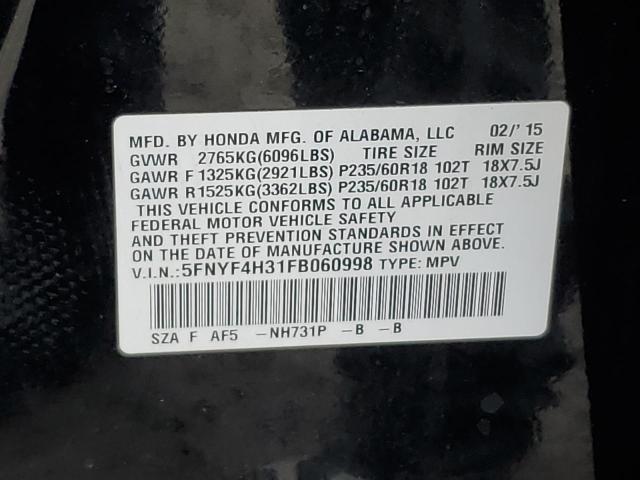 MFD. BY HONDA MFG. OF ALABAMA, LLC 02/'15
GVWR 2765KG(6096LBS) TIRE SIZE RIM SIZE
GAWR F 1325KG(2921LBS) P235/60R18 102T 18X7.5J
GAWR R 1525KG(3362LBS) P235/60R18 102T 18X7.5J
THIS VEHICLE CONFORMS TO ALL APPLICABLE
FEDERAL MOTOR VEHICLE SAFETY
AND THEFT PREVENTION STANDARDS IN EFFECT
ON THE DATE OF MANUFACTURE SHOWN ABOVE.
V.I.N.:5FNYF4H31FB060998 TYPE: MPV
SZA F AF5 -NH731P -B -B